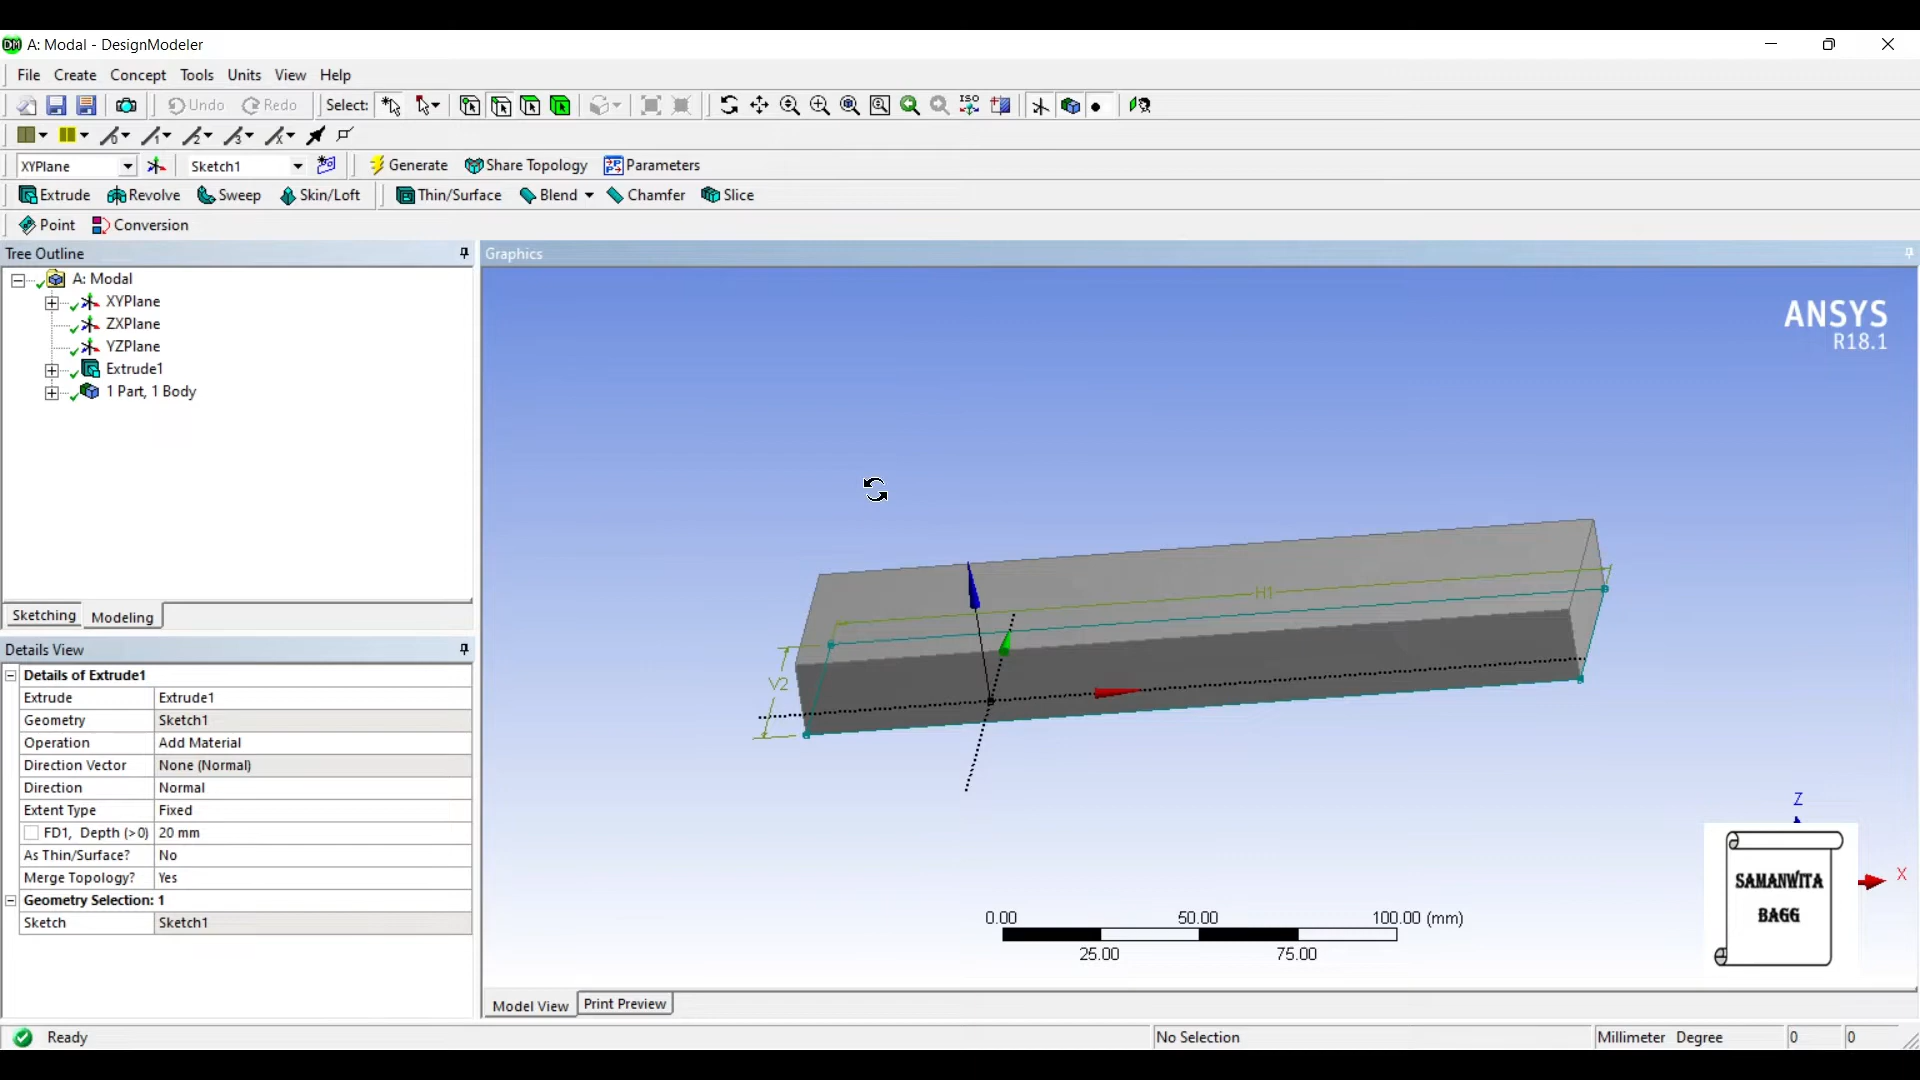 DM A: Modal - DesignModeler
File Create Concept Tools Units View Help
Undo Redo Select: ISO
XYPlane Sketch1 Generate Share Topology Parameters
Extrude Revolve Sweep Skin/Loft Thin/Surface Blend Chamfer Slice
Point Conversion
Tree Outline
A: Modal
XYPlane
ZXPlane
YZPlane
Extrude1
1 Part, 1 Body
Sketching Modeling
Details View
Details of Extrude1
Extrude Extrude1
Geometry Sketch1
Operation Add Material
Direction Vector None (Normal)
Direction Normal
Extent Type Fixed
FD1, Depth (>0) 20 mm
As Thin/Surface? No
Merge Topology? Yes
Geometry Selection: 1
Sketch Sketch1
Graphics
ANSYS
R18.1
H1
V2
Z
X
SAMANWITA
BAGG
0.00 50.00 100.00 (mm)
25.00 75.00
Model View Print Preview
Ready No Selection Millimeter Degree 0 0